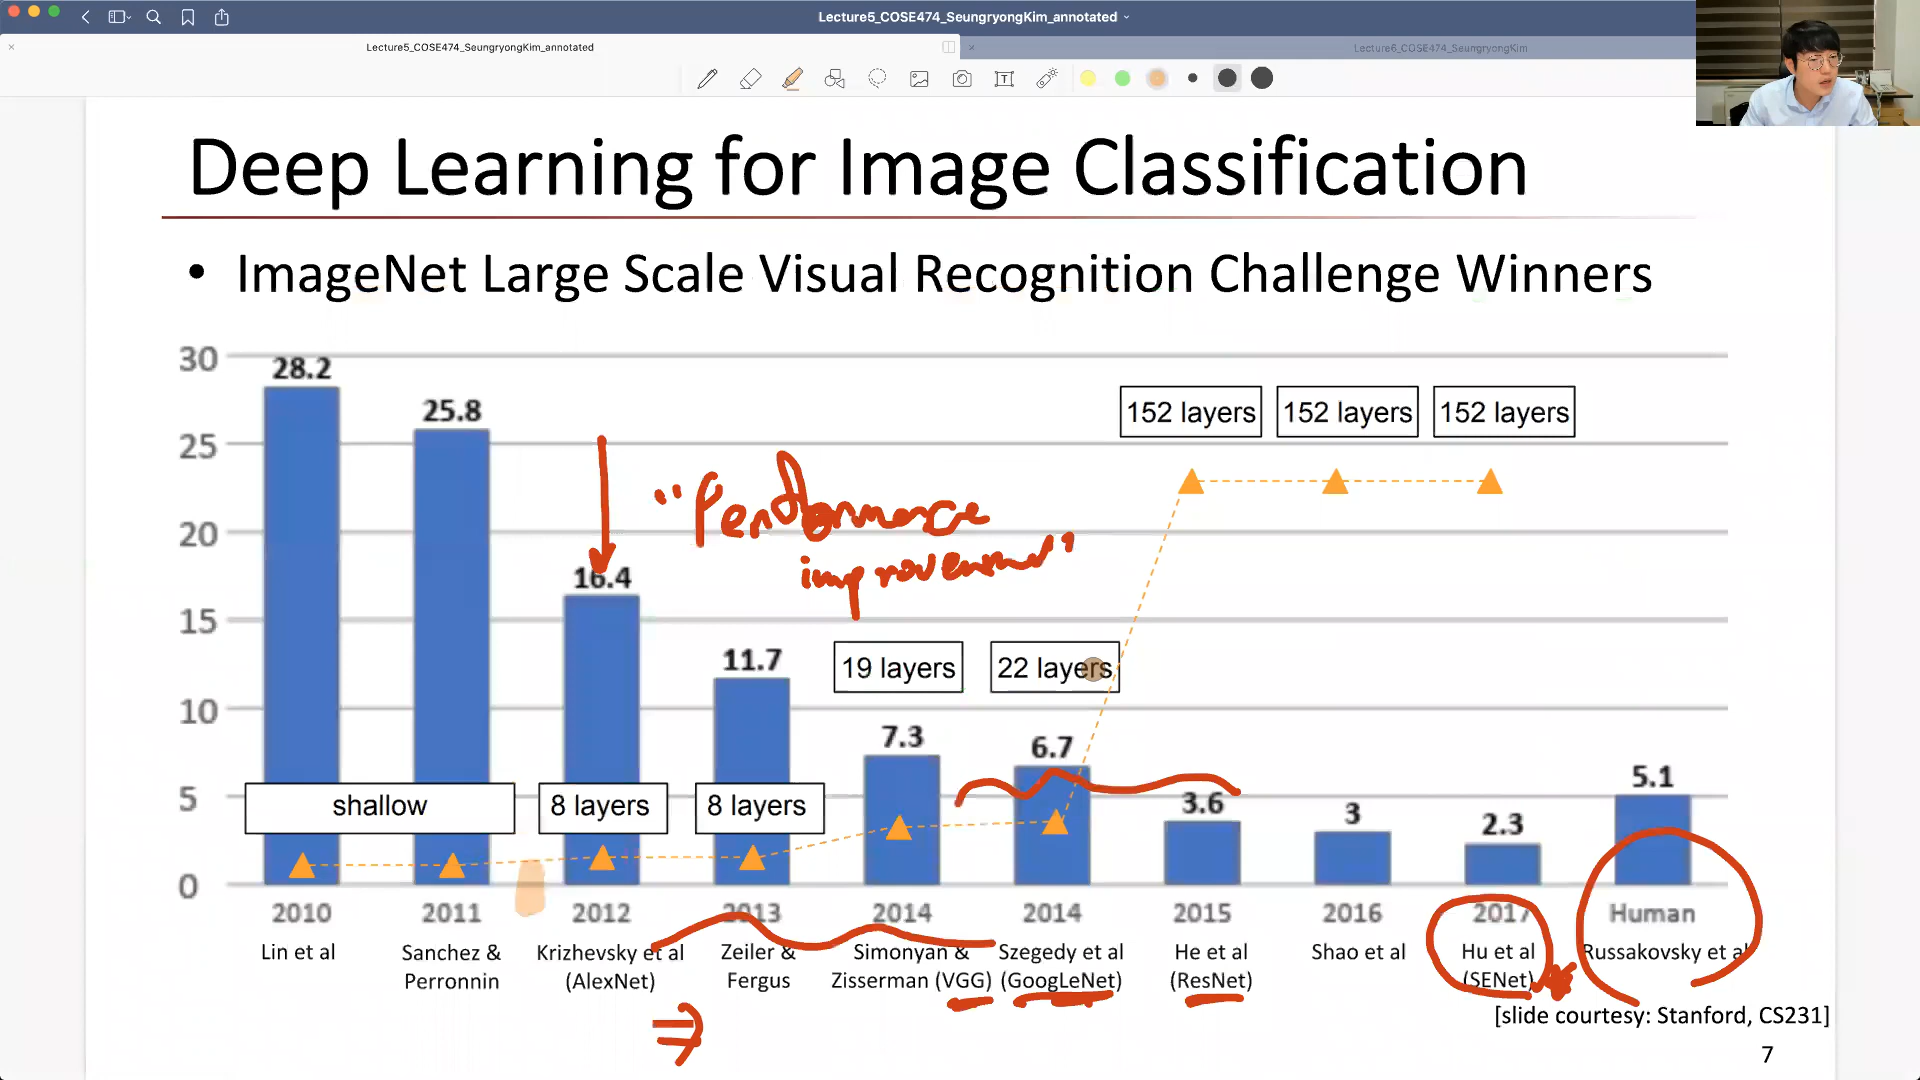 Lecture5_COSE474_SeungryongKim_annotated
Lecture5_COSE474_SeungryongKim_annotated
Lecture6_COSE474_SeungryongKim
Deep Learning for Image Classification
• ImageNet Large Scale Visual Recognition Challenge Winners
30
25
20
15
10
5
0
28.2
25.8
16.4
11.7
7.3
6.7
3.6
3
2.3
5.1
152 layers
152 layers
152 layers
"Performance
improvement"
19 layers
22 layers
shallow
8 layers
8 layers
2010
2011
2012
2013
2014
2014
2015
2016
2017
Human
Lin et al
Sanchez &
Perronnin
Krizhevsky et al
(AlexNet)
Zeiler &
Fergus
Simonyan &
Zisserman (VGG)
Szegedy et al
(GoogLeNet)
He et al
(ResNet)
Shao et al
Hu et al
(SENet)
Russakovsky et al
[slide courtesy: Stanford, CS231]
7